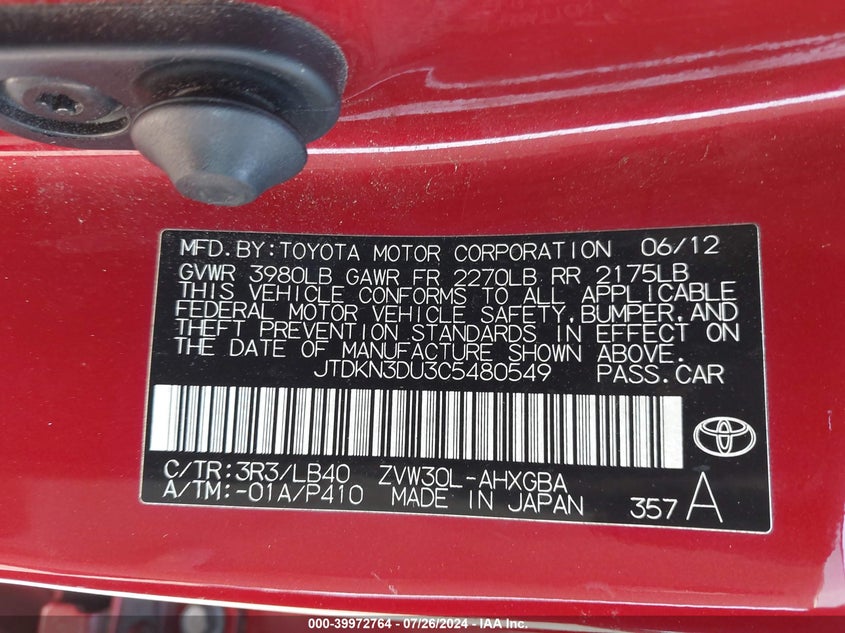 MFD.BY:TOYOTA MOTOR CORPORATION 06/12
GVWR 3980LB GAWR FR 2270LB RR 2175LB
THIS VEHICLE CONFORMS TO ALL APPLICABLE
FEDERAL MOTOR VEHICLE SAFETY,BUMPER,AND
THEFT PREVENTION STANDARDS IN EFFECT ON
THE DATE OF MANUFACTURE SHOWN ABOVE.
JTDKN3DU3C5480549 PASS.CAR
C/TR:3R3/LB40 ZVW30L-AHXGBA
A/TM:-01A/P410 MADE IN JAPAN 357 A
000-39972764 - 07/26/2024 - IAA Inc.